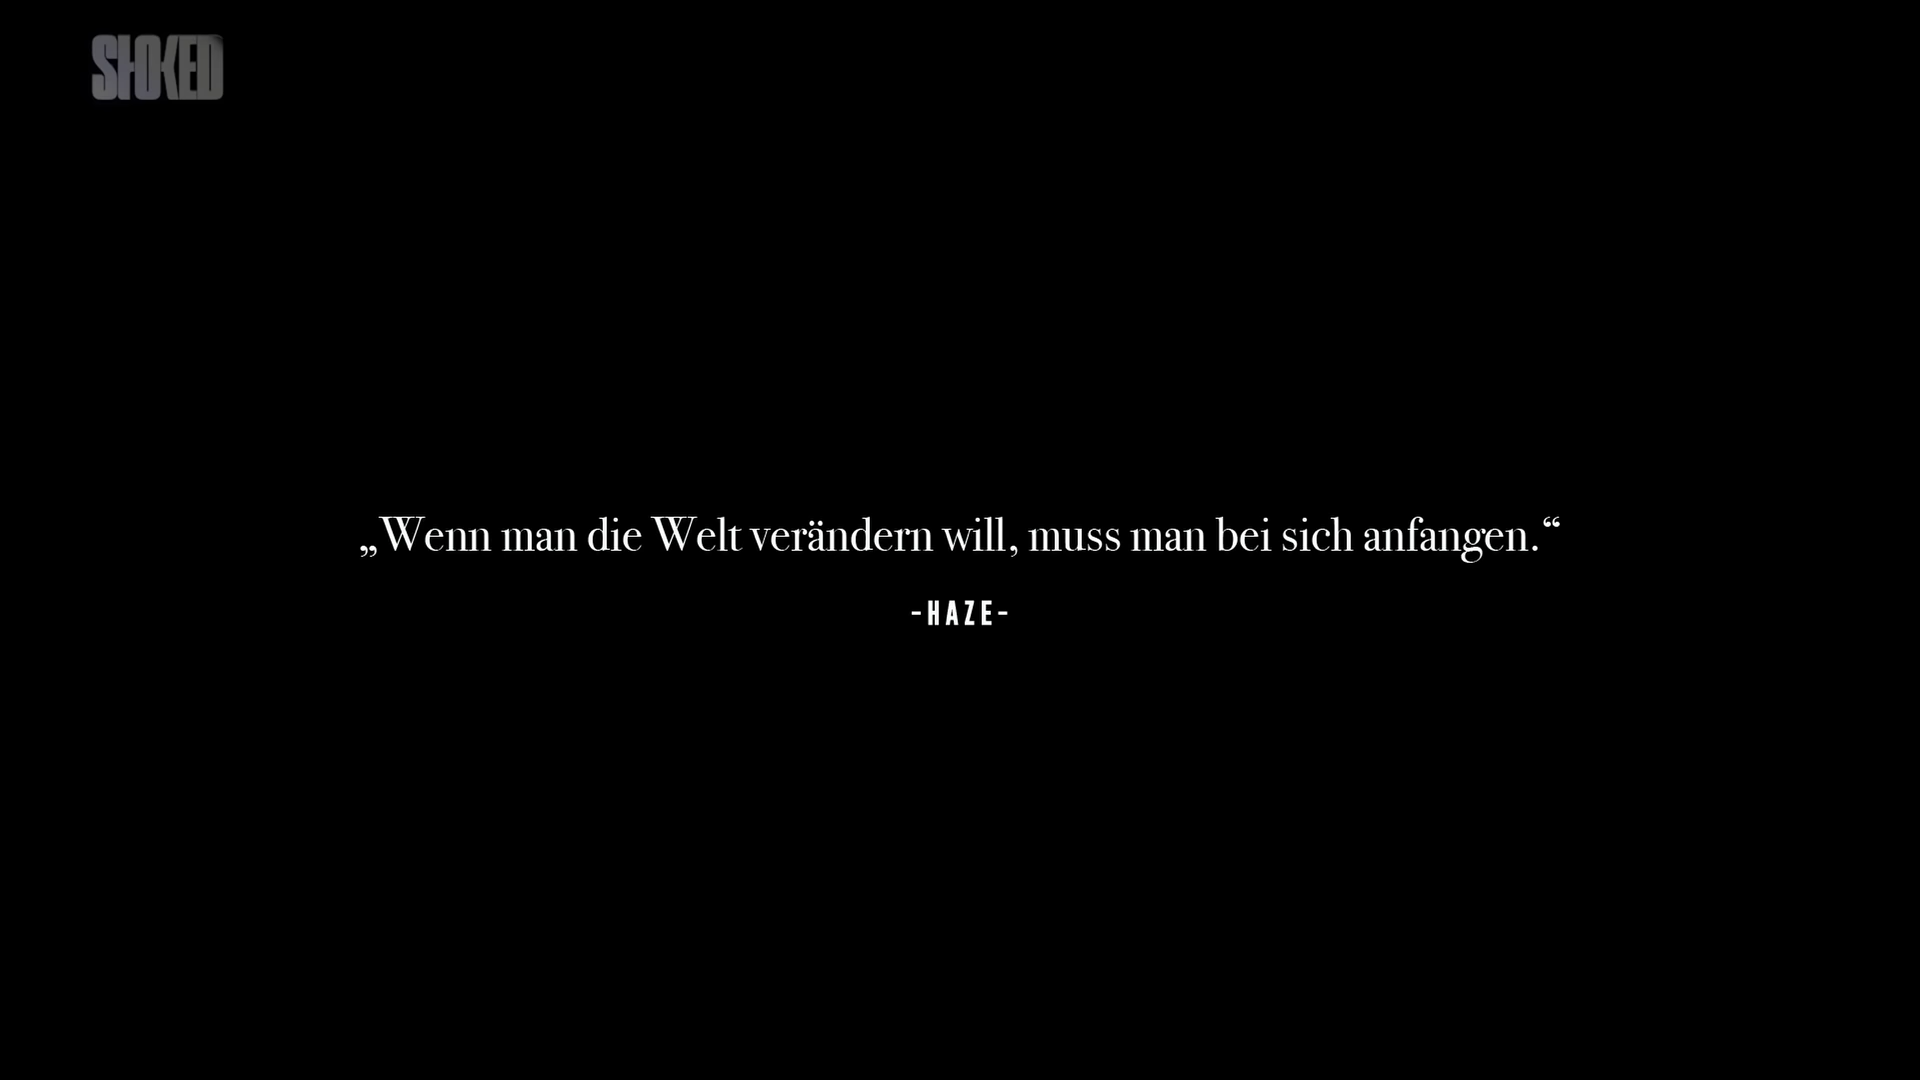 STOKED
„Wenn man die Welt verändern will, muss man bei sich anfangen.“
-HAZE-